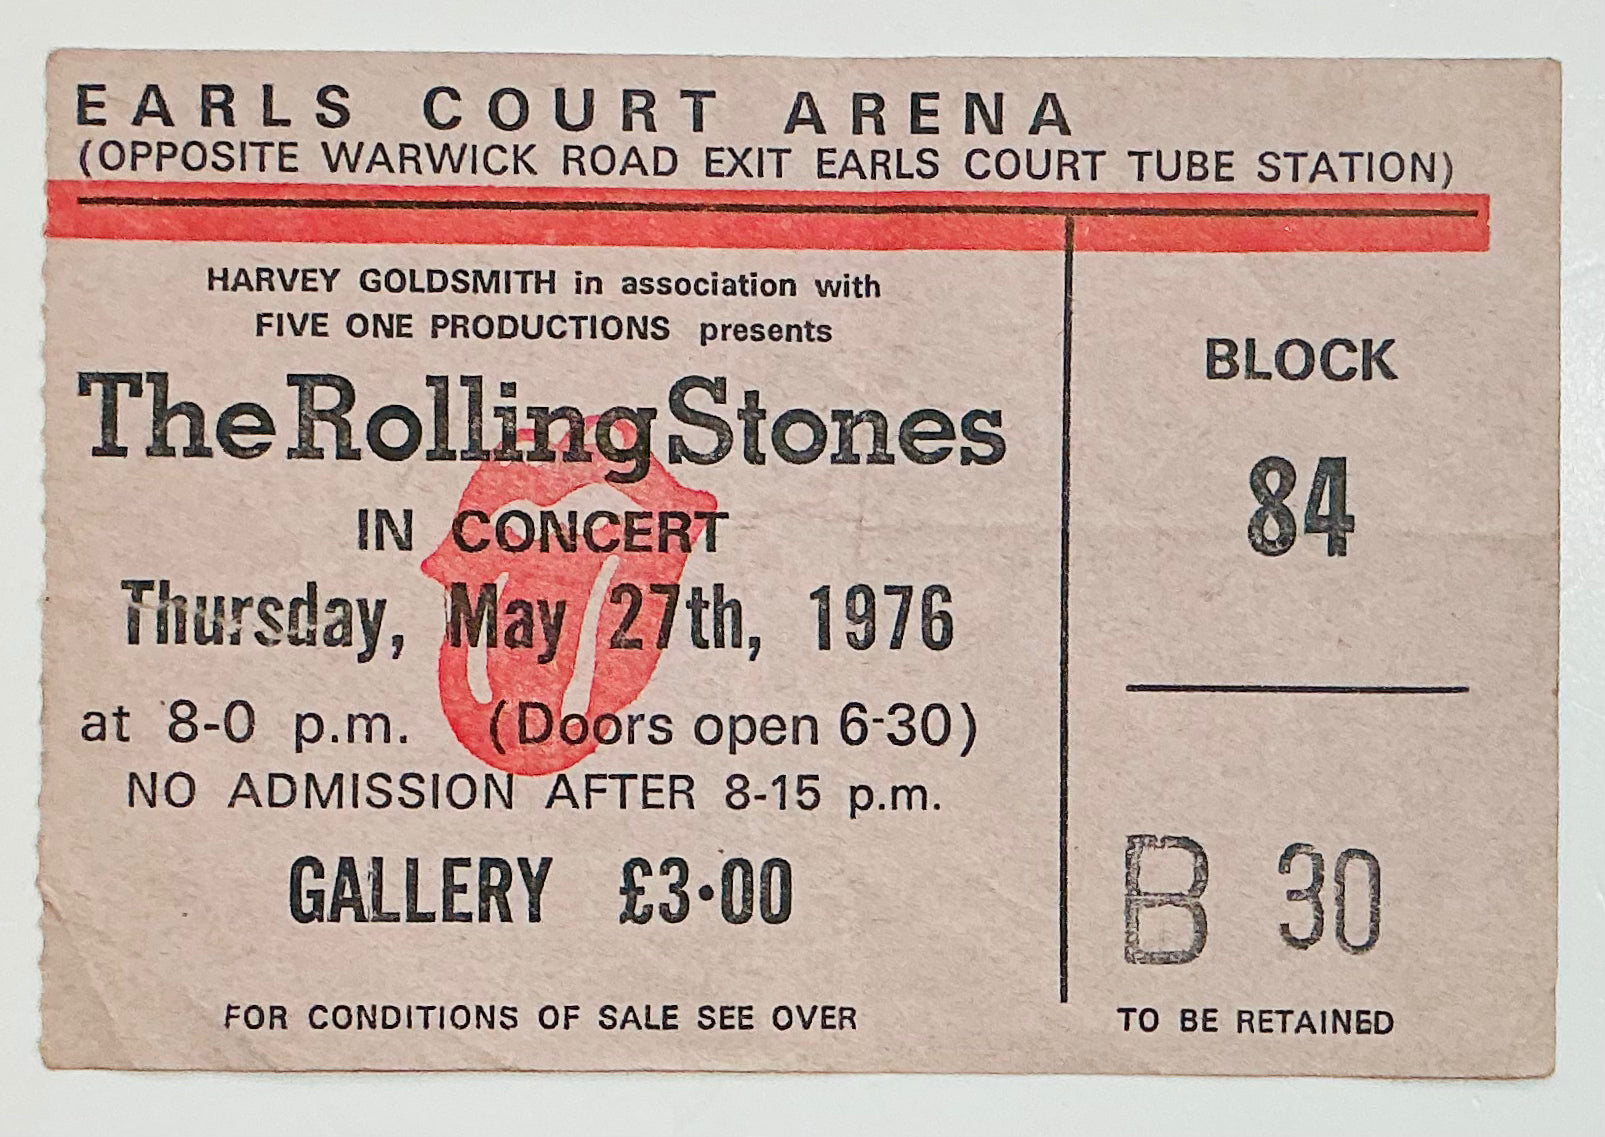 EARLS COURT ARENA
(OPPOSITE WARWICK ROAD EXIT EARLS COURT TUBE STATION)
HARVEY GOLDSMITH in association with
FIVE ONE PRODUCTIONS presents
The Rolling Stones
IN CONCERT
Thursday, May 27th, 1976
at 8-0 p.m. (Doors open 6-30)
NO ADMISSION AFTER 8-15 p.m.
GALLERY £3·00
FOR CONDITIONS OF SALE SEE OVER
BLOCK
84
B 30
TO BE RETAINED